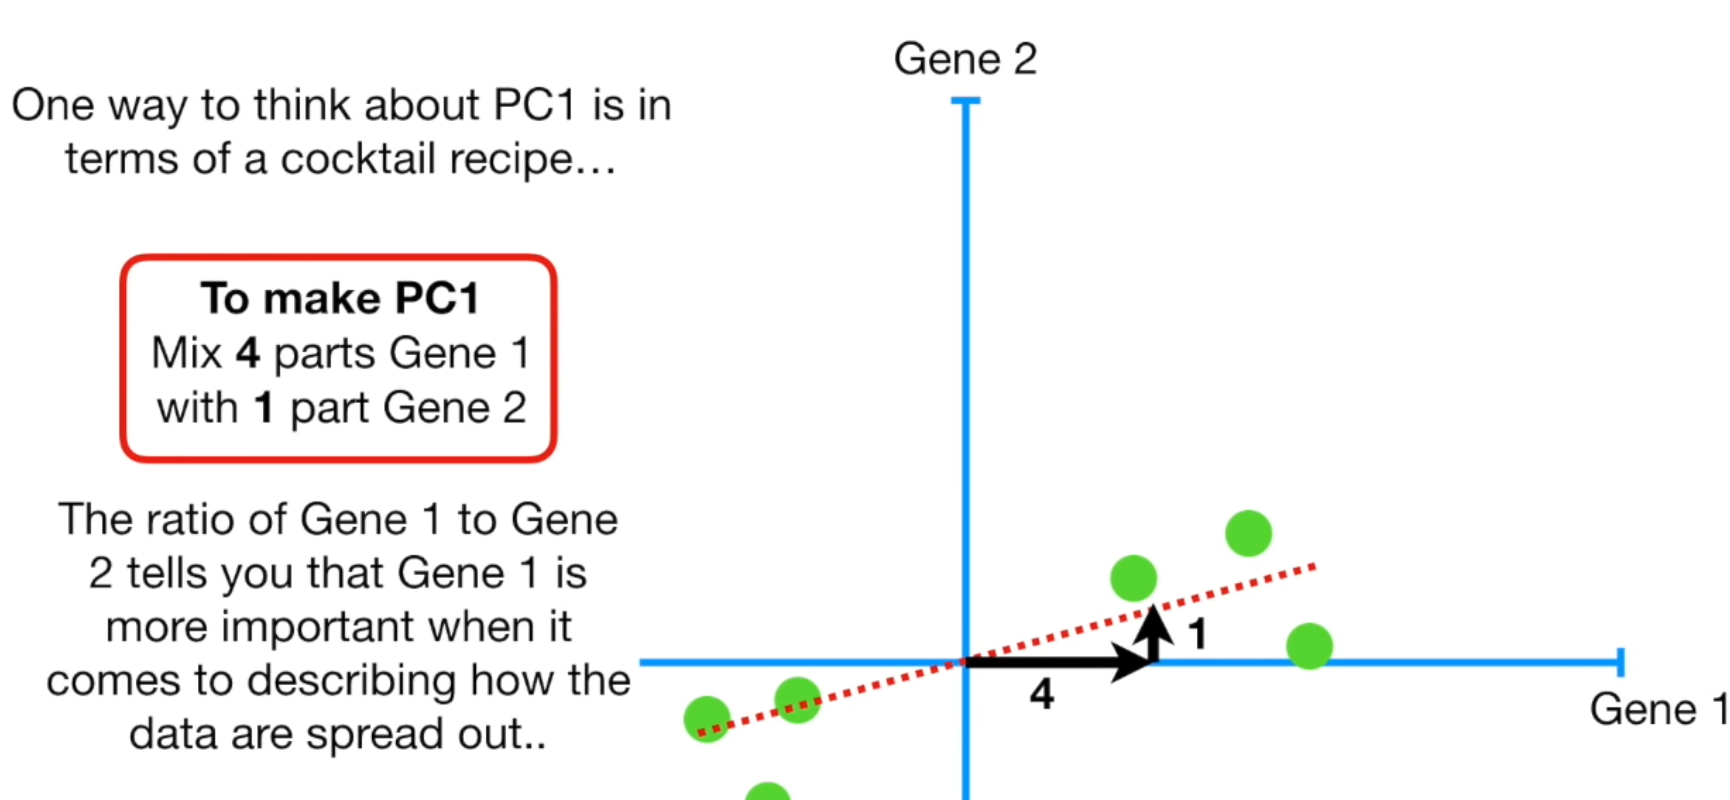 Gene 2
One way to think about PC1 is in
terms of a cocktail recipe...
To make PC1
Mix 4 parts Gene 1
with 1 part Gene 2
The ratio of Gene 1 to Gene
2 tells you that Gene 1 is
more important when it
comes to describing how the
data are spread out..
1
4
Gene 1